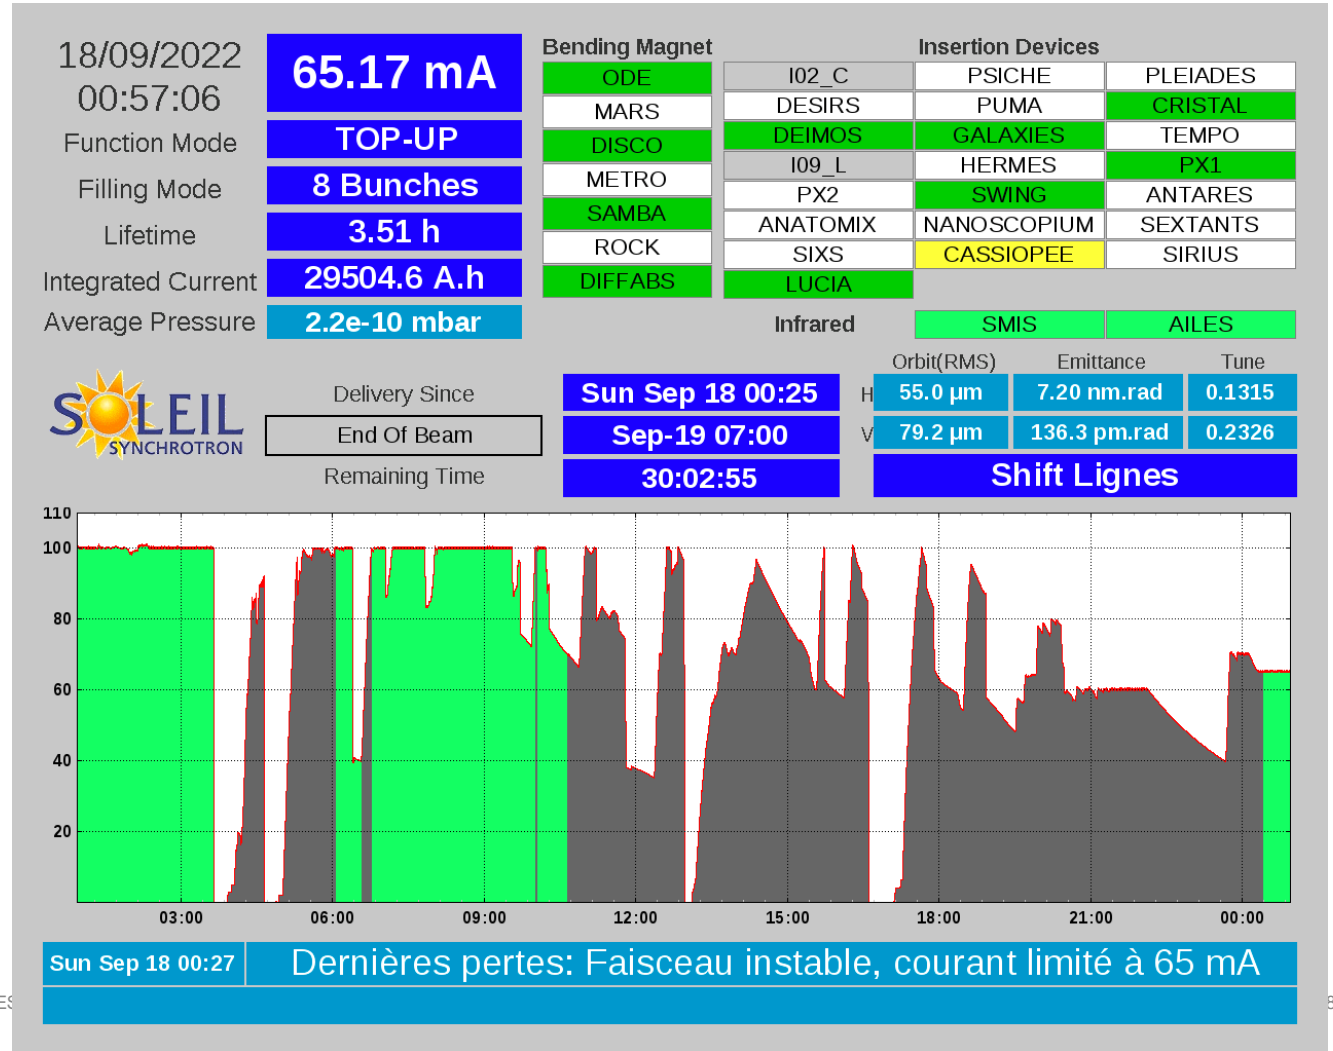 18/09/2022
00:57:06
65.17 mA
Function Mode
TOP-UP
Filling Mode
8 Bunches
Lifetime
3.51 h
Integrated Current
29504.6 A.h
Average Pressure
2.2e-10 mbar
Bending Magnet
ODE
MARS
DISCO
METRO
SAMBA
ROCK
DIFFABS
Insertion Devices
I02_C PSICHE PLEIADES
DESIRS PUMA CRISTAL
DEIMOS GALAXIES TEMPO
I09_L HERMES PX1
PX2 SWING ANTARES
ANATOMIX NANOSCOPIUM SEXTANTS
SIXS CASSIOPEE SIRIUS
LUCIA
Infrared SMIS AILES
SOLEIL
SYNCHROTRON
Delivery Since Sun Sep 18 00:25
End Of Beam Sep-19 07:00
Remaining Time 30:02:55
Orbit(RMS) Emittance Tune
H 55.0 µm 7.20 nm.rad 0.1315
V 79.2 µm 136.3 pm.rad 0.2326
Shift Lignes
110
100
80
60
40
20
03:00 06:00 09:00 12:00 15:00 18:00 21:00 00:00
Sun Sep 18 00:27 Dernières pertes: Faisceau instable, courant limité à 65 mA